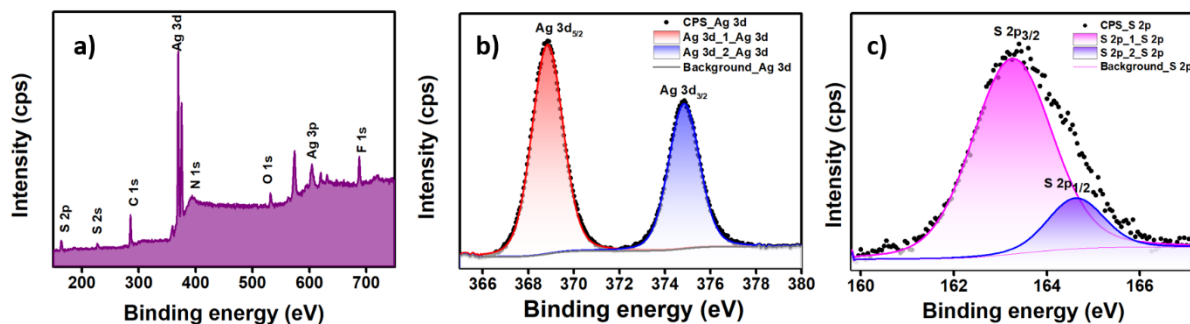 a)
Intensity (cps)
S 2p
S 2s
C 1s
Ag 3d
N 1s
O 1s
Ag 3p
F 1s
200 300 400 500 600 700
Binding energy (eV)
b)
Intensity (cps)
Ag 3d5/2
Ag 3d3/2
CPS_Ag 3d
Ag 3d_1_Ag 3d
Ag 3d_2_Ag 3d
Background_Ag 3d
366 368 370 372 374 376 378 380
Binding energy (eV)
c)
Intensity (cps)
S 2p3/2
S 2p1/2
CPS_S 2p
S 2p_1_S 2p
S 2p_2_S 2p
Background_S 2p
160 162 164 166
Binding energy (eV)